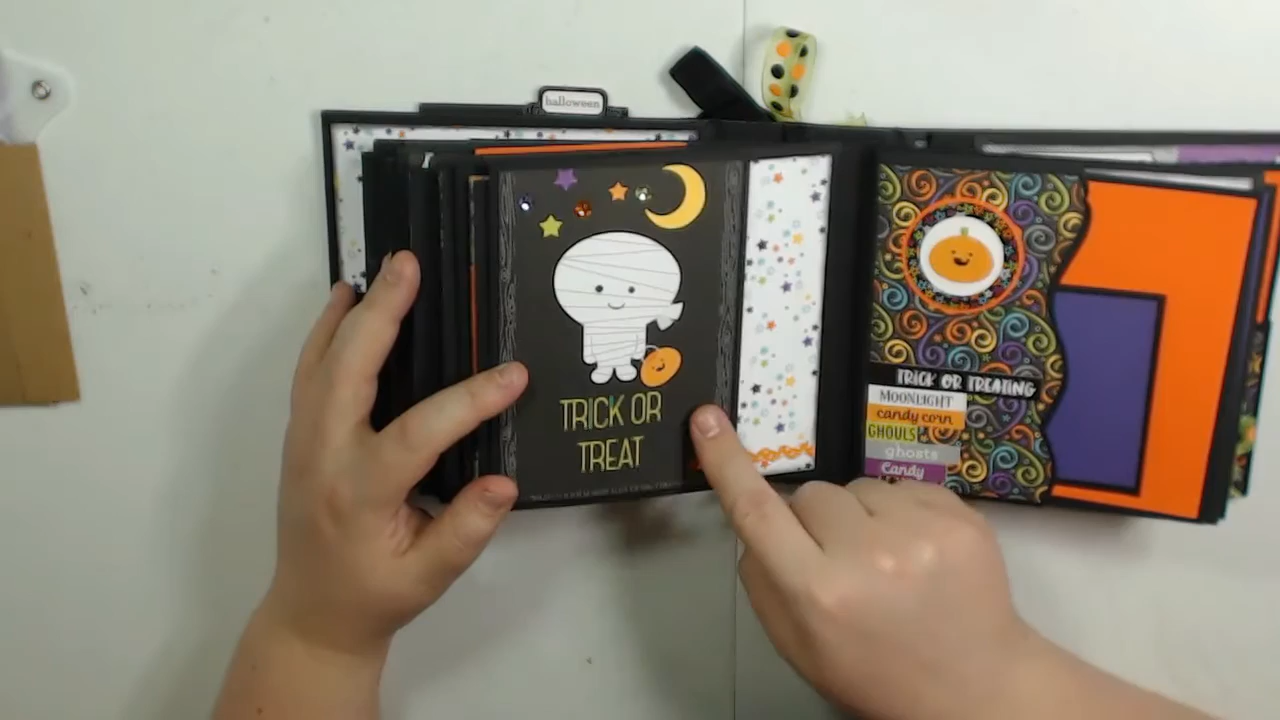 halloween
TRICK OR
TREAT
TRICK OR TREATING
MOONLIGHT
candy corn
GHOULS
ghosts
Candy